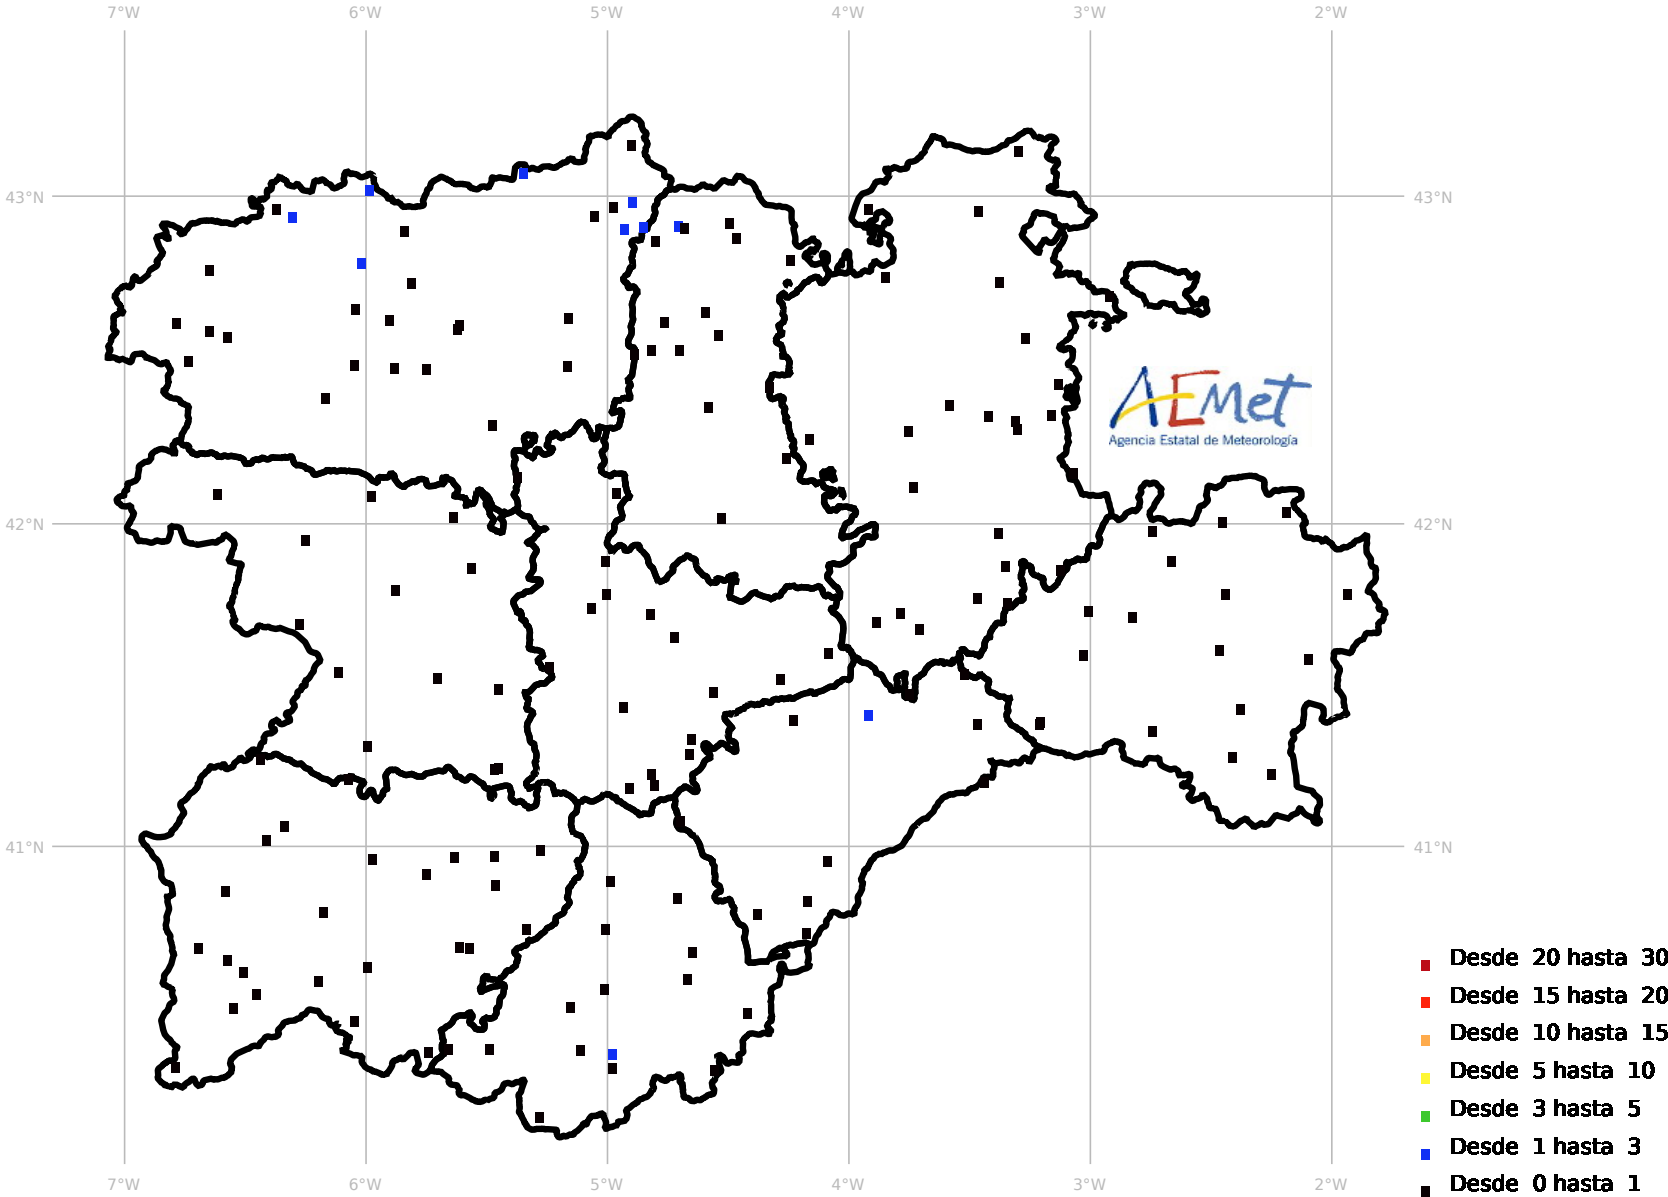 7°W 6°W 5°W 4°W 3°W 2°W
43°N 43°N
AEMet
Agencia Estatal de Meteorología
42°N 42°N
41°N 41°N
Desde 20 hasta 30
Desde 15 hasta 20
Desde 10 hasta 15
Desde 5 hasta 10
Desde 3 hasta 5
Desde 1 hasta 3
Desde 0 hasta 1
7°W 6°W 5°W 4°W 3°W 2°W